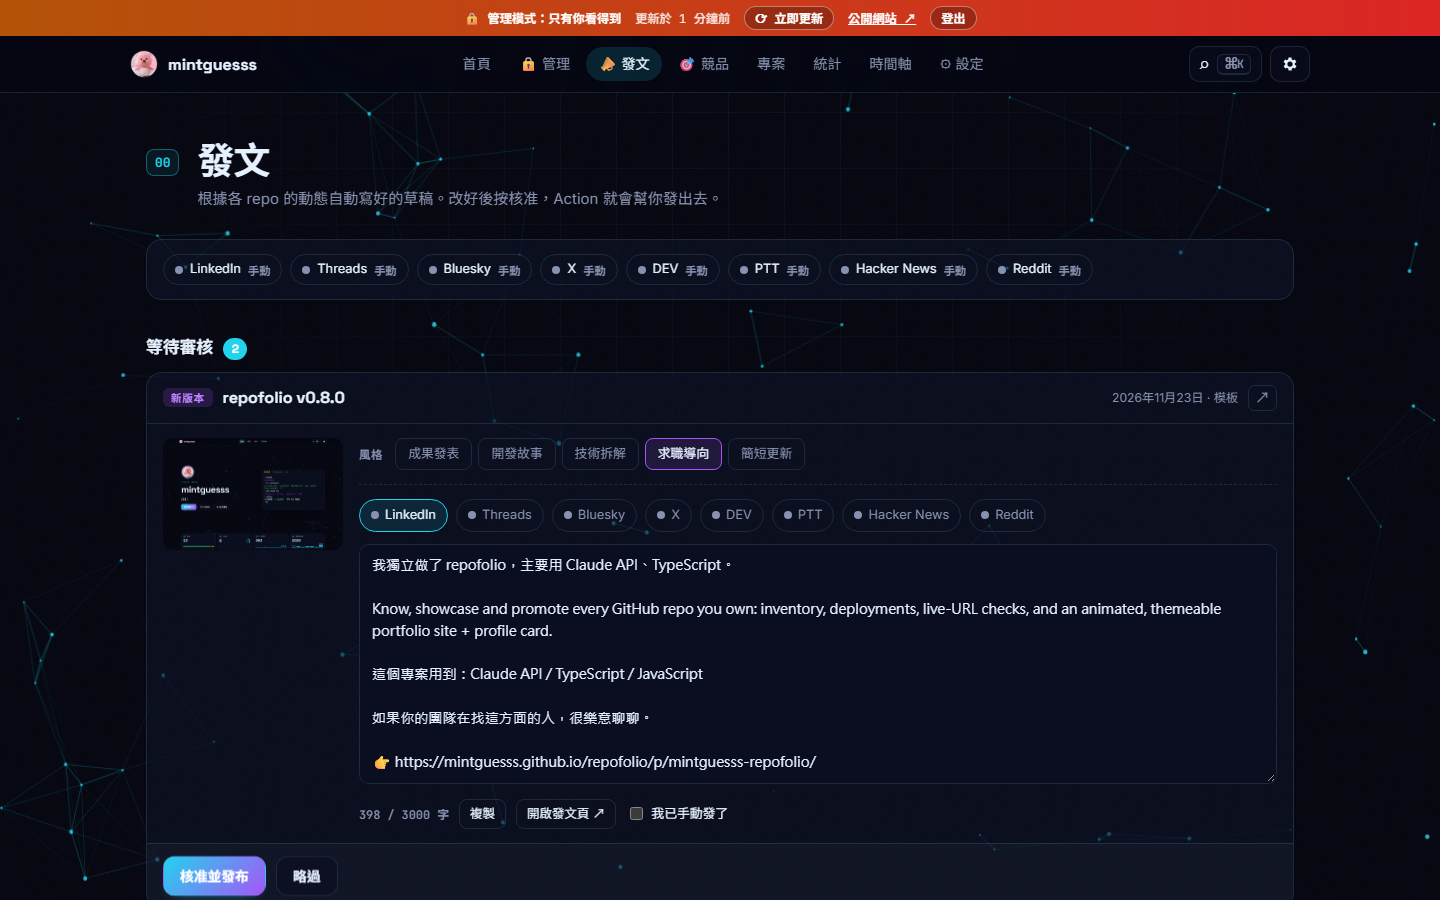 🔒 管理模式：只有你看得到 更新於 1 分鐘前 ⟳ 立即更新 公開網站 ↗ 登出
mintguesss 首頁 🔒 管理 📣 發文 🎯 競品 專案 統計 時間軸 ⚙ 設定 ⌘K
00 發文
根據各 repo 的動態自動寫好的草稿。改好後按核准，Action 就會幫你發出去。
LinkedIn 手動 Threads 手動 Bluesky 手動 X 手動 DEV 手動 PTT 手動 Hacker News 手動 Reddit 手動
等待審核 2
新版本 repofolio v0.8.0 2026年11月23日 · 模板 ↗
mintguesss
風格 成果發表 開發故事 技術拆解 求職導向 簡短更新
LinkedIn Threads Bluesky X DEV PTT Hacker News Reddit
我獨立做了 repofolio，主要用 Claude API、TypeScript。
Know, showcase and promote every GitHub repo you own: inventory, deployments, live-URL checks, and an animated, themeable
portfolio site + profile card.
這個專案用到：Claude API / TypeScript / JavaScript
如果你的團隊在找這方面的人，很樂意聊聊。
👉 https://mintguesss.github.io/repofolio/p/mintguesss-repofolio/
398 / 3000 字 複製 開啟發文頁 ↗ 我已手動發了
核准並發布 略過